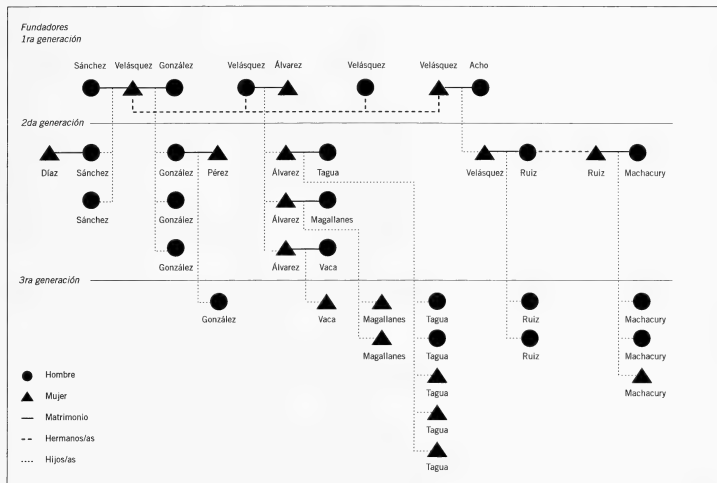 Fundadores
1ra generación
Sánchez Velásquez González Velásquez Álvarez Velásquez Velásquez Acho
2da generación
Díaz Sánchez González Pérez Álvarez Tagua Velásquez Ruiz Ruiz Machacury
Sánchez González Álvarez Magallanes
González Álvarez Vaca
3ra generación
González Vaca Magallanes Tagua Ruiz Machacury
Magallanes Tagua Ruiz Machacury
Tagua Machacury
Tagua
Tagua
Hombre
Mujer
Matrimonio
Hermanos/as
Hijos/as